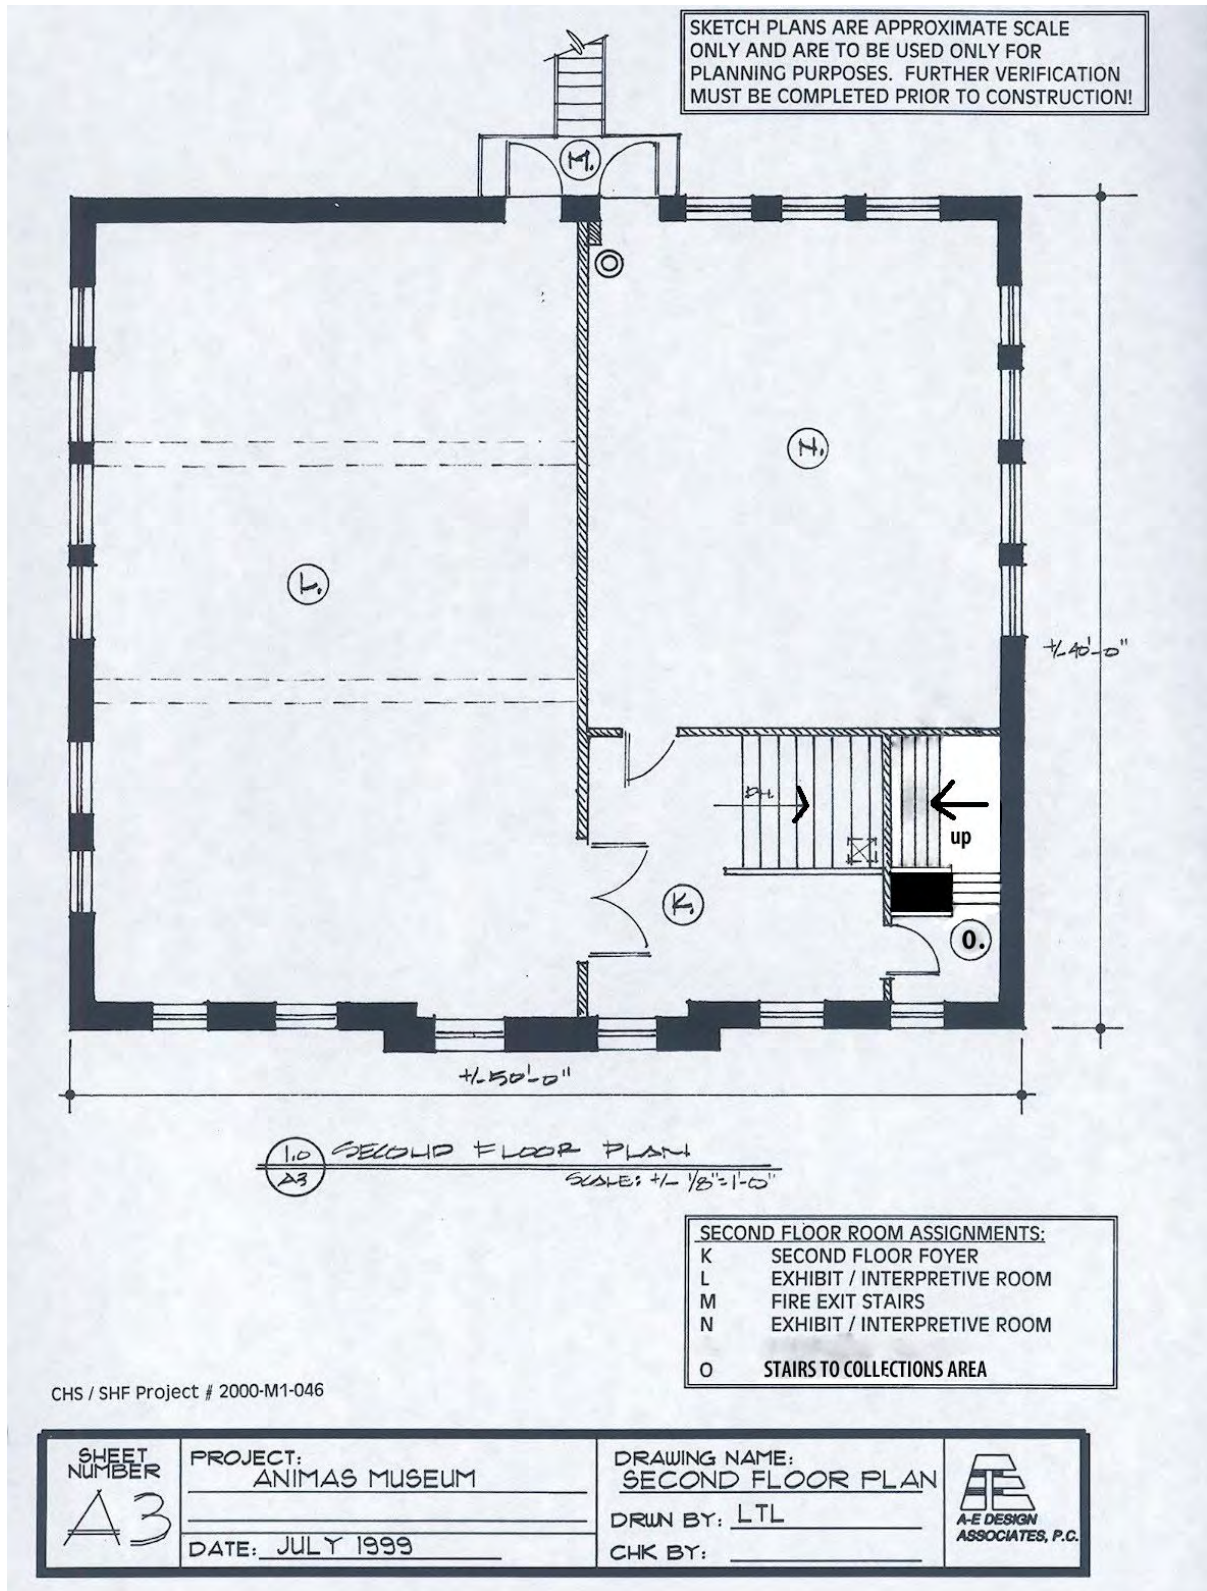 SKETCH PLANS ARE APPROXIMATE SCALE
ONLY AND ARE TO BE USED ONLY FOR
PLANNING PURPOSES. FURTHER VERIFICATION
MUST BE COMPLETED PRIOR TO CONSTRUCTION!
M.
N.
L.
+/-40'-0"
DN.
up
K.
O.
+/-50'-0"
1.0 SECOND FLOOR PLAN
A3 SCALE: +/- 1/8"=1'-0"
SECOND FLOOR ROOM ASSIGNMENTS:
K SECOND FLOOR FOYER
L EXHIBIT / INTERPRETIVE ROOM
M FIRE EXIT STAIRS
N EXHIBIT / INTERPRETIVE ROOM
O STAIRS TO COLLECTIONS AREA
CHS / SHF Project # 2000-M1-046
SHEET
NUMBER
A3
PROJECT:
ANIMAS MUSEUM
DATE: JULY 1999
DRAWING NAME:
SECOND FLOOR PLAN
DRWN BY: LTL
CHK BY:
A-E DESIGN
ASSOCIATES, P.C.